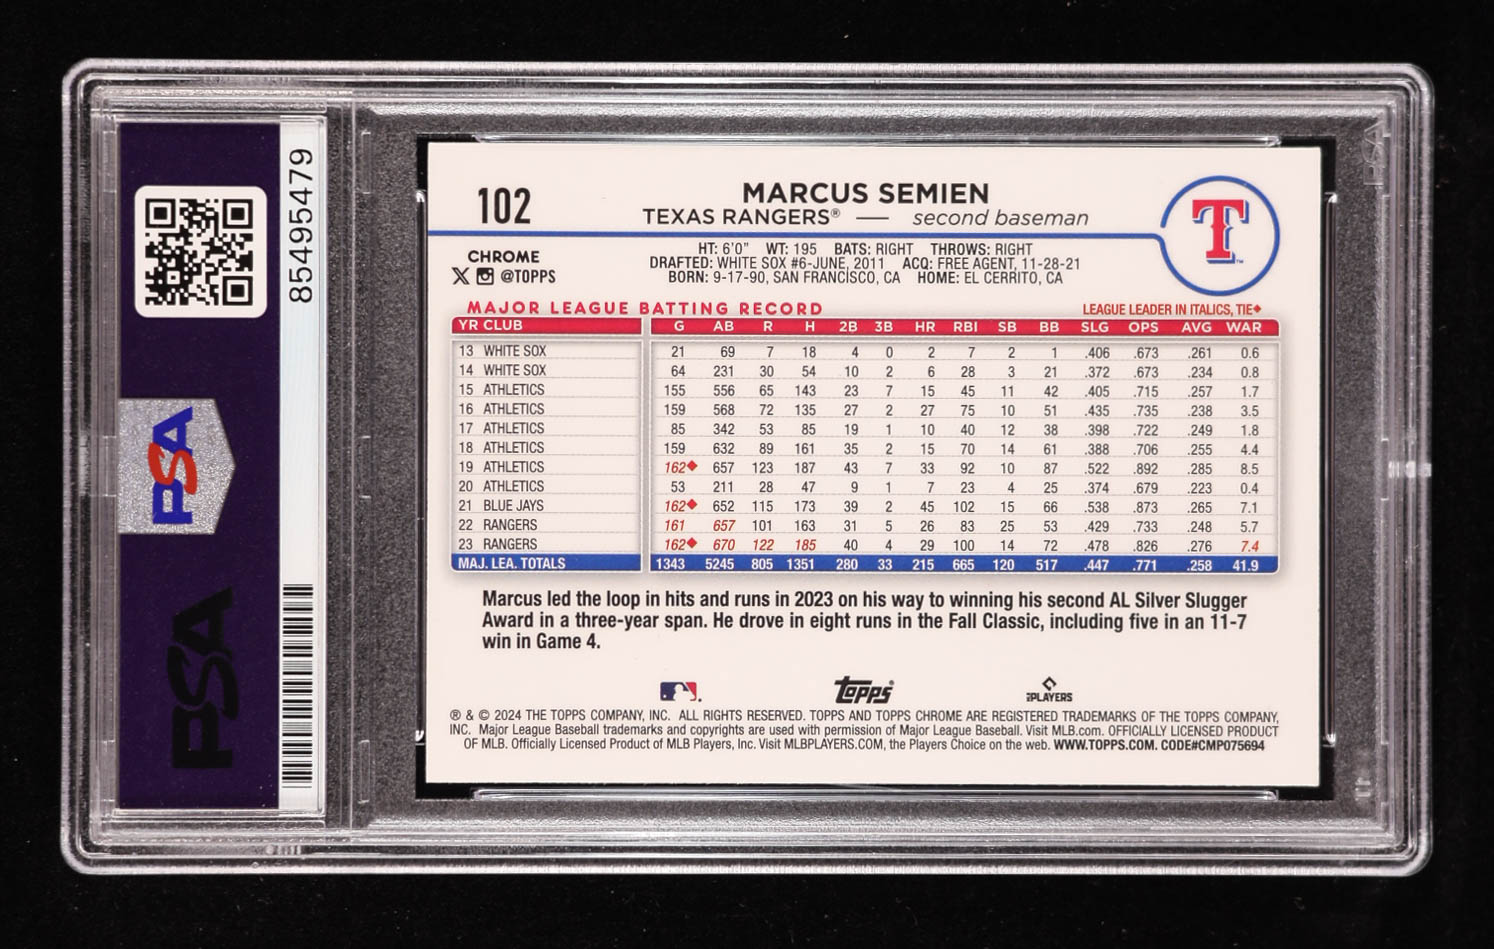 85495479
PSA
PSA
102
MARCUS SEMIEN
TEXAS RANGERS® — second baseman
T
CHROME
@TOPPS
HT: 6'0" WT: 195 BATS: RIGHT THROWS: RIGHT
DRAFTED: WHITE SOX #6-JUNE, 2011 ACQ: FREE AGENT, 11-28-21
BORN: 9-17-90, SAN FRANCISCO, CA HOME: EL CERRITO, CA
MAJOR LEAGUE BATTING RECORD LEAGUE LEADER IN ITALICS, TIE◆
YR CLUB G AB R H 2B 3B HR RBI SB BB SLG OPS AVG WAR
13 WHITE SOX 21 69 7 18 4 0 2 7 2 1 .406 .673 .261 0.6
14 WHITE SOX 64 231 30 54 10 2 6 28 3 21 .372 .673 .234 0.8
15 ATHLETICS 155 556 65 143 23 7 15 45 11 42 .405 .715 .257 1.7
16 ATHLETICS 159 568 72 135 27 2 27 75 10 51 .435 .735 .238 3.5
17 ATHLETICS 85 342 53 85 19 1 10 40 12 38 .398 .722 .249 1.8
18 ATHLETICS 159 632 89 161 35 2 15 70 14 61 .388 .706 .255 4.4
19 ATHLETICS 162◆ 657 123 187 43 7 33 92 10 87 .522 .892 .285 8.5
20 ATHLETICS 53 211 28 47 9 1 7 23 4 25 .374 .679 .223 0.4
21 BLUE JAYS 162◆ 652 115 173 39 2 45 102 15 66 .538 .873 .265 7.1
22 RANGERS 161 657 101 163 31 5 26 83 25 53 .429 .733 .248 5.7
23 RANGERS 162◆ 670 122 185 40 4 29 100 14 72 .478 .826 .276 7.4
MAJ. LEA. TOTALS 1343 5245 805 1351 280 33 215 665 120 517 .447 .771 .258 41.9
Marcus led the loop in hits and runs in 2023 on his way to winning his second AL Silver Slugger
Award in a three-year span. He drove in eight runs in the Fall Classic, including five in an 11-7
win in Game 4.
Topps®
PLAYERS
® & © 2024 THE TOPPS COMPANY, INC. ALL RIGHTS RESERVED. TOPPS AND TOPPS CHROME ARE REGISTERED TRADEMARKS OF THE TOPPS COMPANY,
INC. Major League Baseball trademarks and copyrights are used with permission of Major League Baseball. Visit MLB.com. OFFICIALLY LICENSED PRODUCT
OF MLB. Officially Licensed Product of MLB Players, Inc. Visit MLBPLAYERS.COM, the Players Choice on the web. WWW.TOPPS.COM. CODE#CMP075694